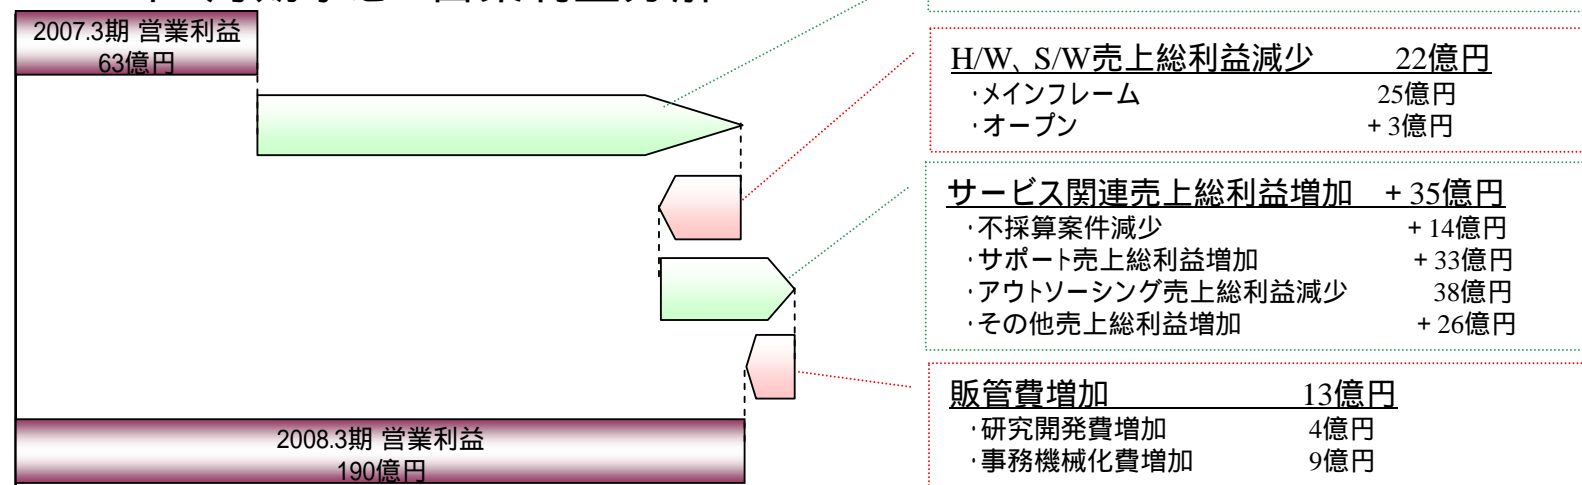 2007.3期 営業利益
63億円
H/W、S/W売上総利益減少 22億円
・メインフレーム 25億円
・オープン +3億円
サービス関連売上総利益増加 +35億円
・不採算案件減少 +14億円
・サポート売上総利益増加 +33億円
・アウトソーシング売上総利益減少 38億円
・その他売上総利益増加 +26億円
販管費増加 13億円
・研究開発費増加 4億円
・事務機械化費増加 9億円
2008.3期 営業利益
190億円